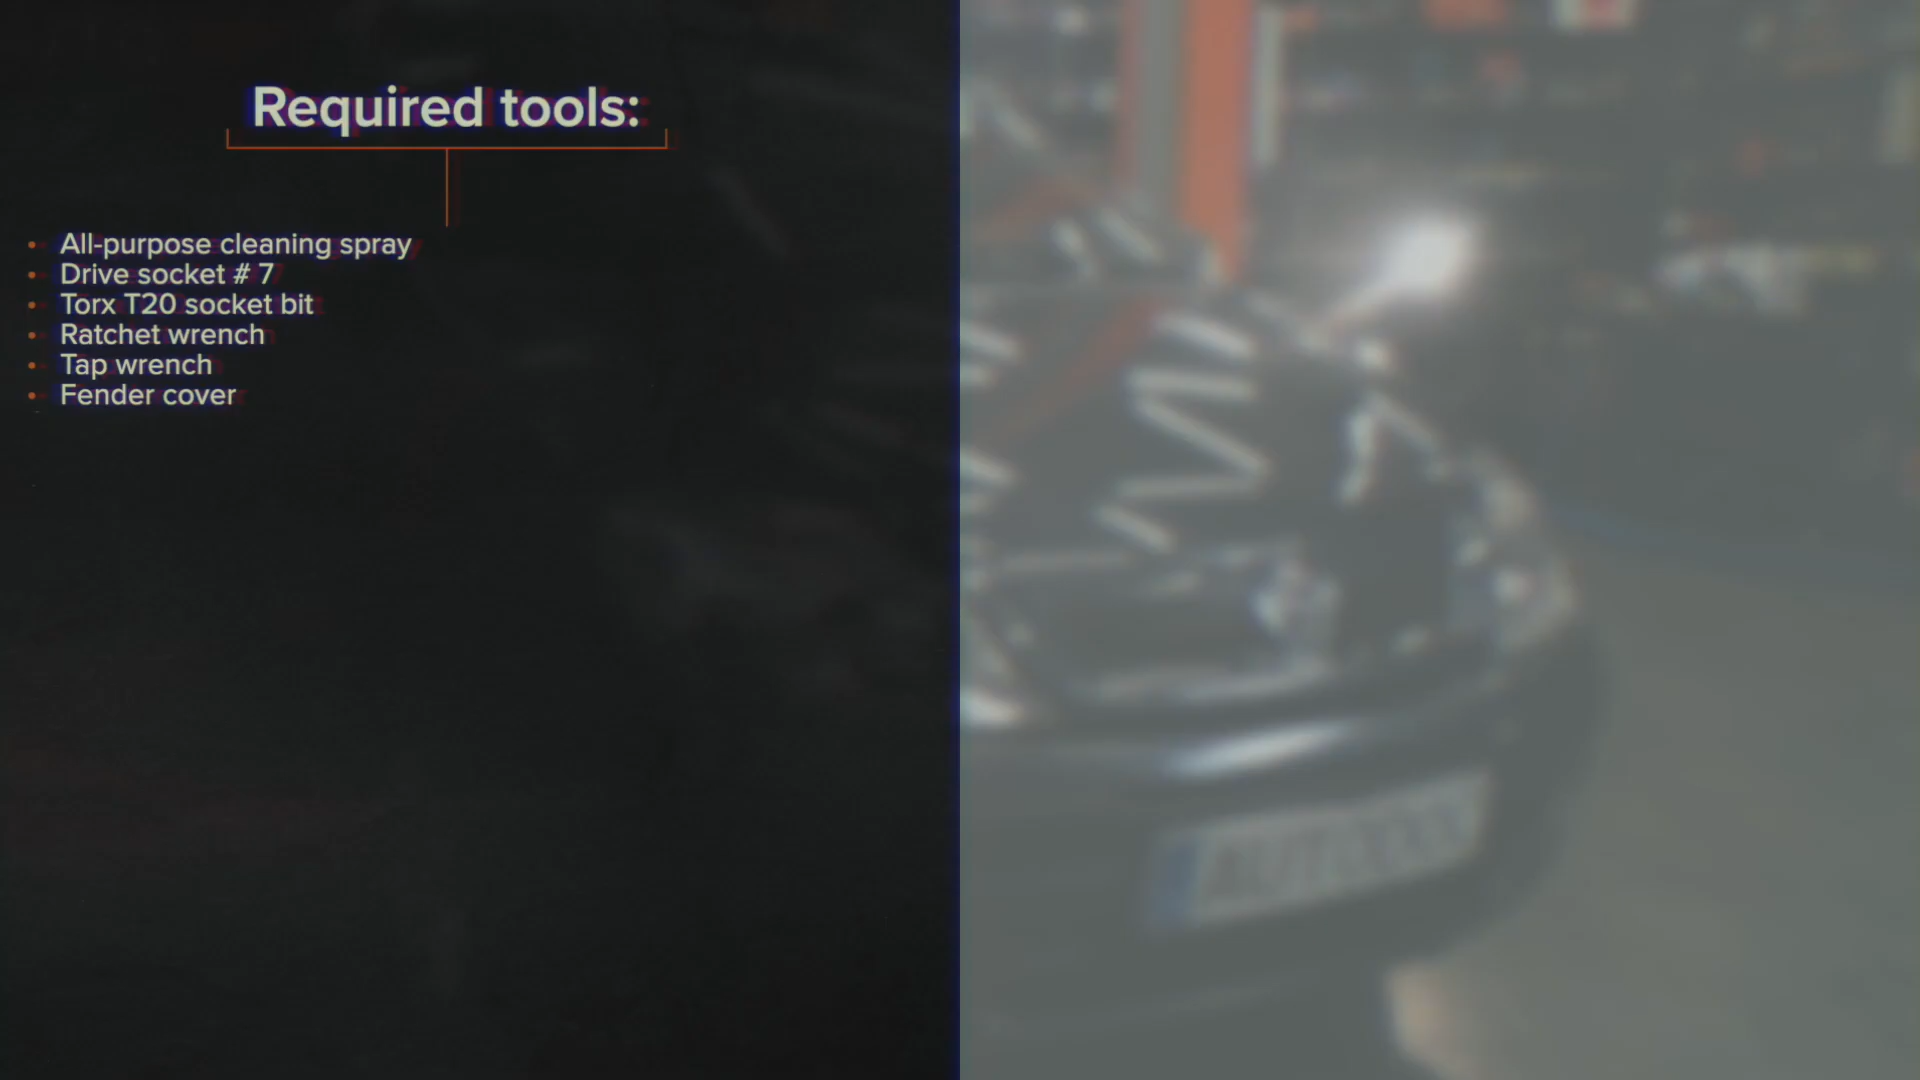 Required tools:
All-purpose cleaning spray
Drive socket # 7
Torx T20 socket bit
Ratchet wrench
Tap wrench
Fender cover